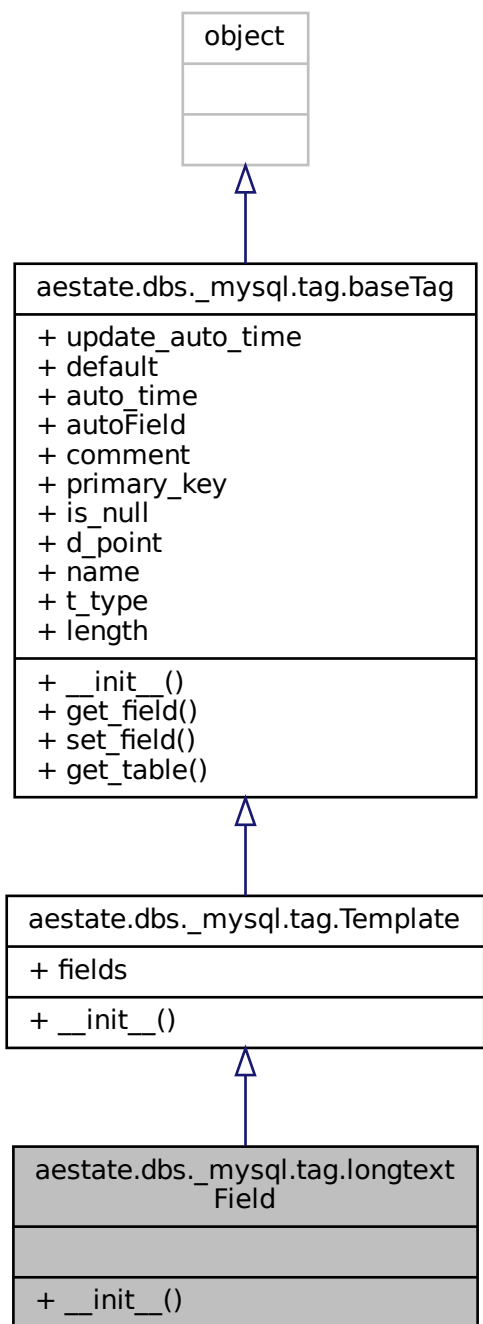 object
aestate.dbs._mysql.tag.baseTag
+ update_auto_time
+ default
+ auto_time
+ autoField
+ comment
+ primary_key
+ is_null
+ d_point
+ name
+ t_type
+ length
+ __init__()
+ get_field()
+ set_field()
+ get_table()
aestate.dbs._mysql.tag.Template
+ fields
+ __init__()
aestate.dbs._mysql.tag.longtext
Field
+ __init__()